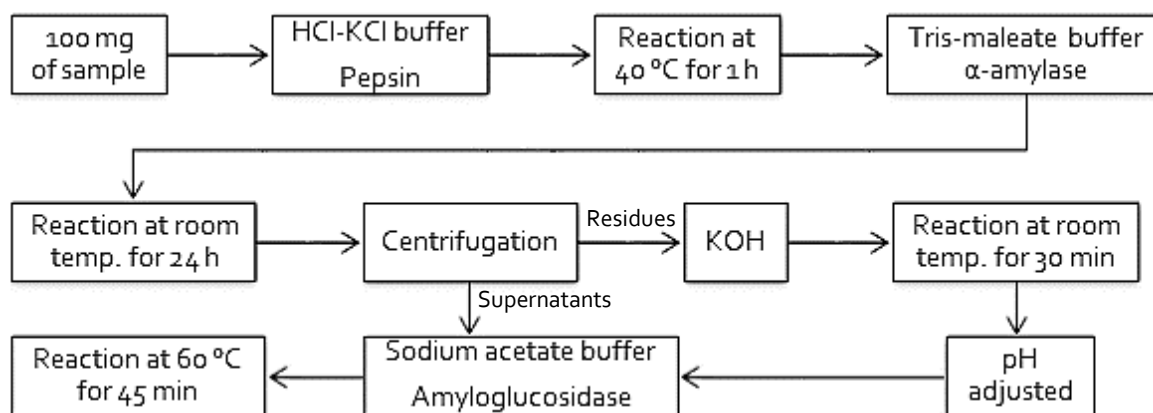 100 mg
of sample
HCl-KCl buffer
Pepsin
Reaction at
40 ºC for 1 h
Tris-maleate buffer
α-amylase
Reaction at room
temp. for 24 h
Centrifugation
Residues
KOH
Reaction at room
temp. for 30 min
Supernatants
Reaction at 60 ºC
for 45 min
Sodium acetate buffer
Amyloglucosidase
pH
adjusted